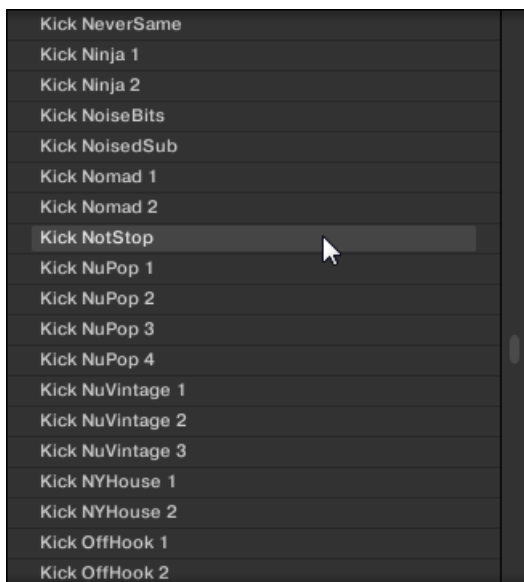 Kick NeverSame
Kick Ninja 1
Kick Ninja 2
Kick NoiseBits
Kick NoisedSub
Kick Nomad 1
Kick Nomad 2
Kick NotStop
Kick NuPop 1
Kick NuPop 2
Kick NuPop 3
Kick NuPop 4
Kick NuVintage 1
Kick NuVintage 2
Kick NuVintage 3
Kick NYHouse 1
Kick NYHouse 2
Kick OffHook 1
Kick OffHook 2